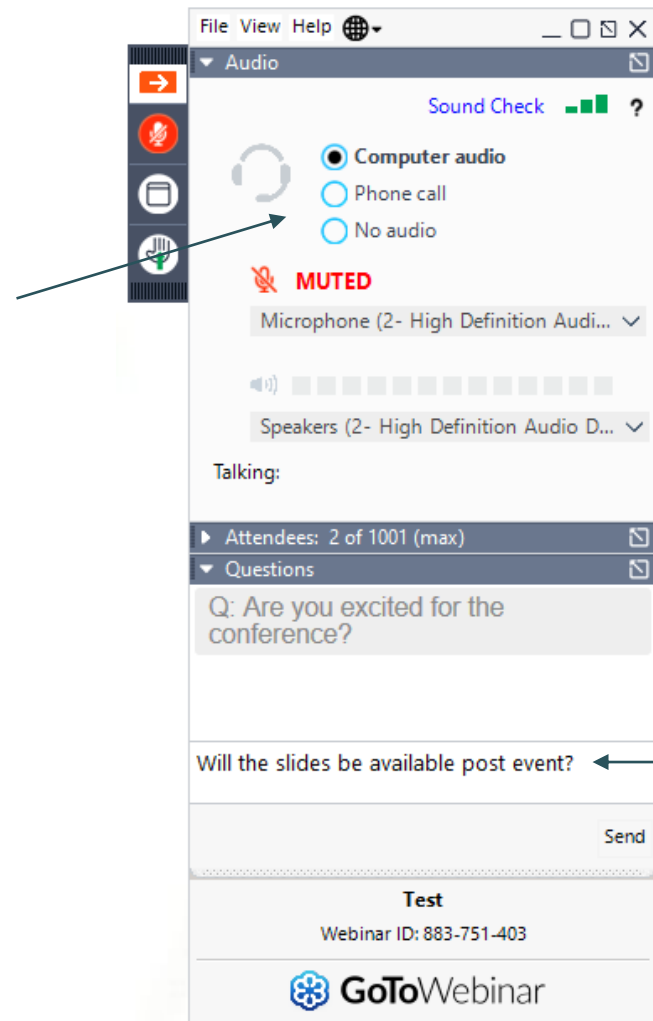 File View Help
Audio
Sound Check ?
Computer audio
Phone call
No audio
MUTED
Microphone (2- High Definition Audi...
Speakers (2- High Definition Audio D...
Talking:
Attendees: 2 of 1001 (max)
Questions
Q: Are you excited for the
conference?
Will the slides be available post event?
Send
Test
Webinar ID: 883-751-403
GoToWebinar